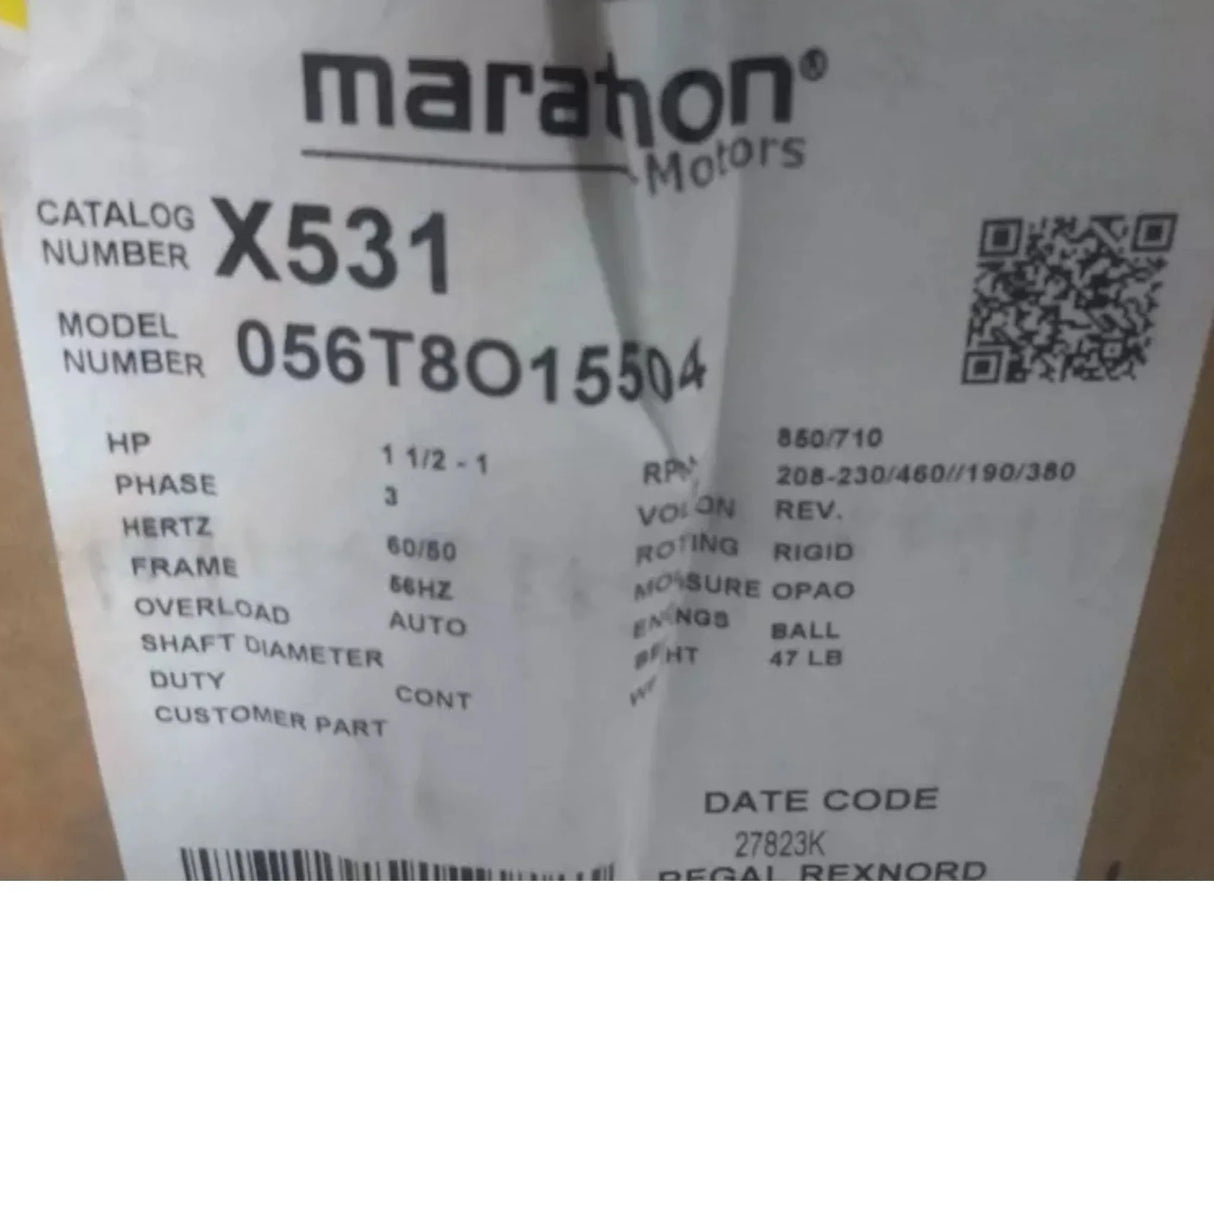 marathon®
Motors
CATALOG
NUMBER X531
MODEL
NUMBER 056T8O15504
HP 1 1/2 - 1
PHASE 3
HERTZ 60/50
FRAME 56HZ
OVERLOAD AUTO
SHAFT DIAMETER
DUTY CONT
CUSTOMER PART
850/710
208-230/460//190/380
REV.
RIGID
OPAO
BALL
47 LB
DATE CODE
27823K
REGAL REXNORD